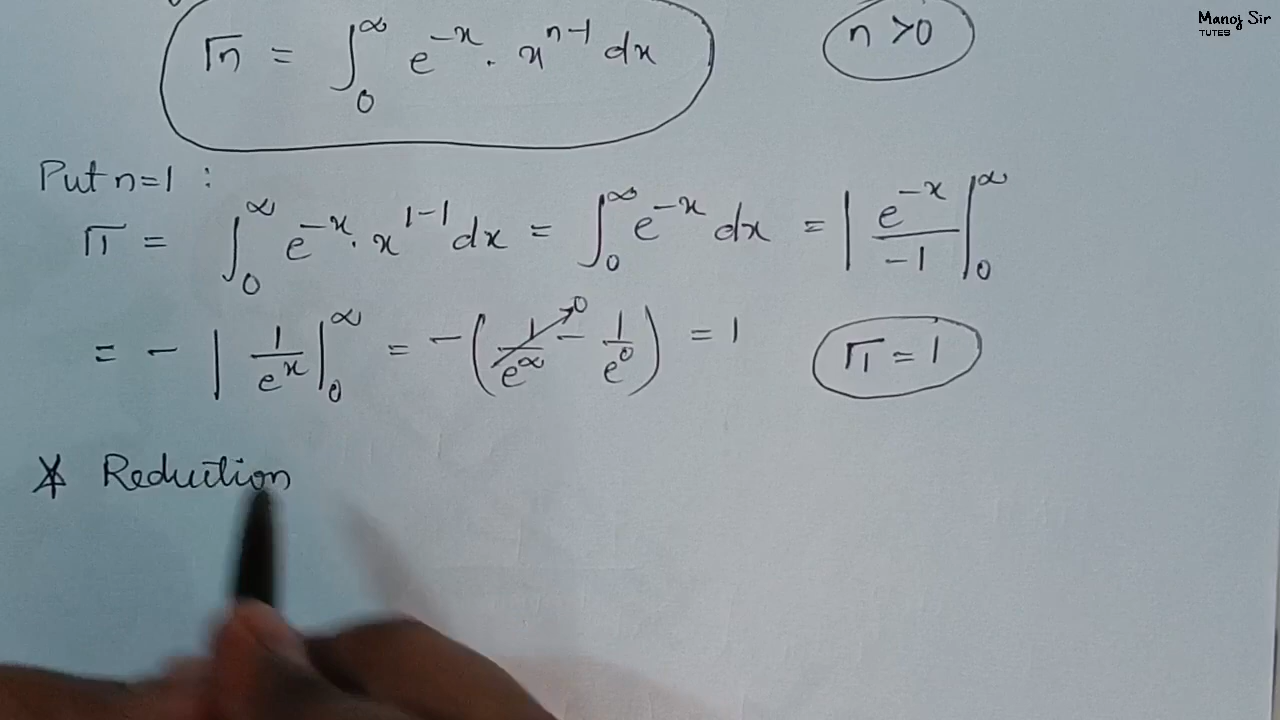 Manoj Sir
TUTES
Γn = ∫₀^∞ e^{-x} · x^{n-1} dx   n > 0
Put n=1 :
Γ1 = ∫₀^∞ e^{-x} · x^{1-1} dx = ∫₀^∞ e^{-x} dx = | e^{-x} / -1 |₀^∞
= - | 1/e^x |₀^∞ = - ( 1/e^∞ → 0 - 1/e^0 ) = 1   Γ1 = 1
* Reduction